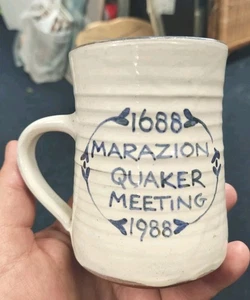 1688
MARAZION
QUAKER
MEETING
1988